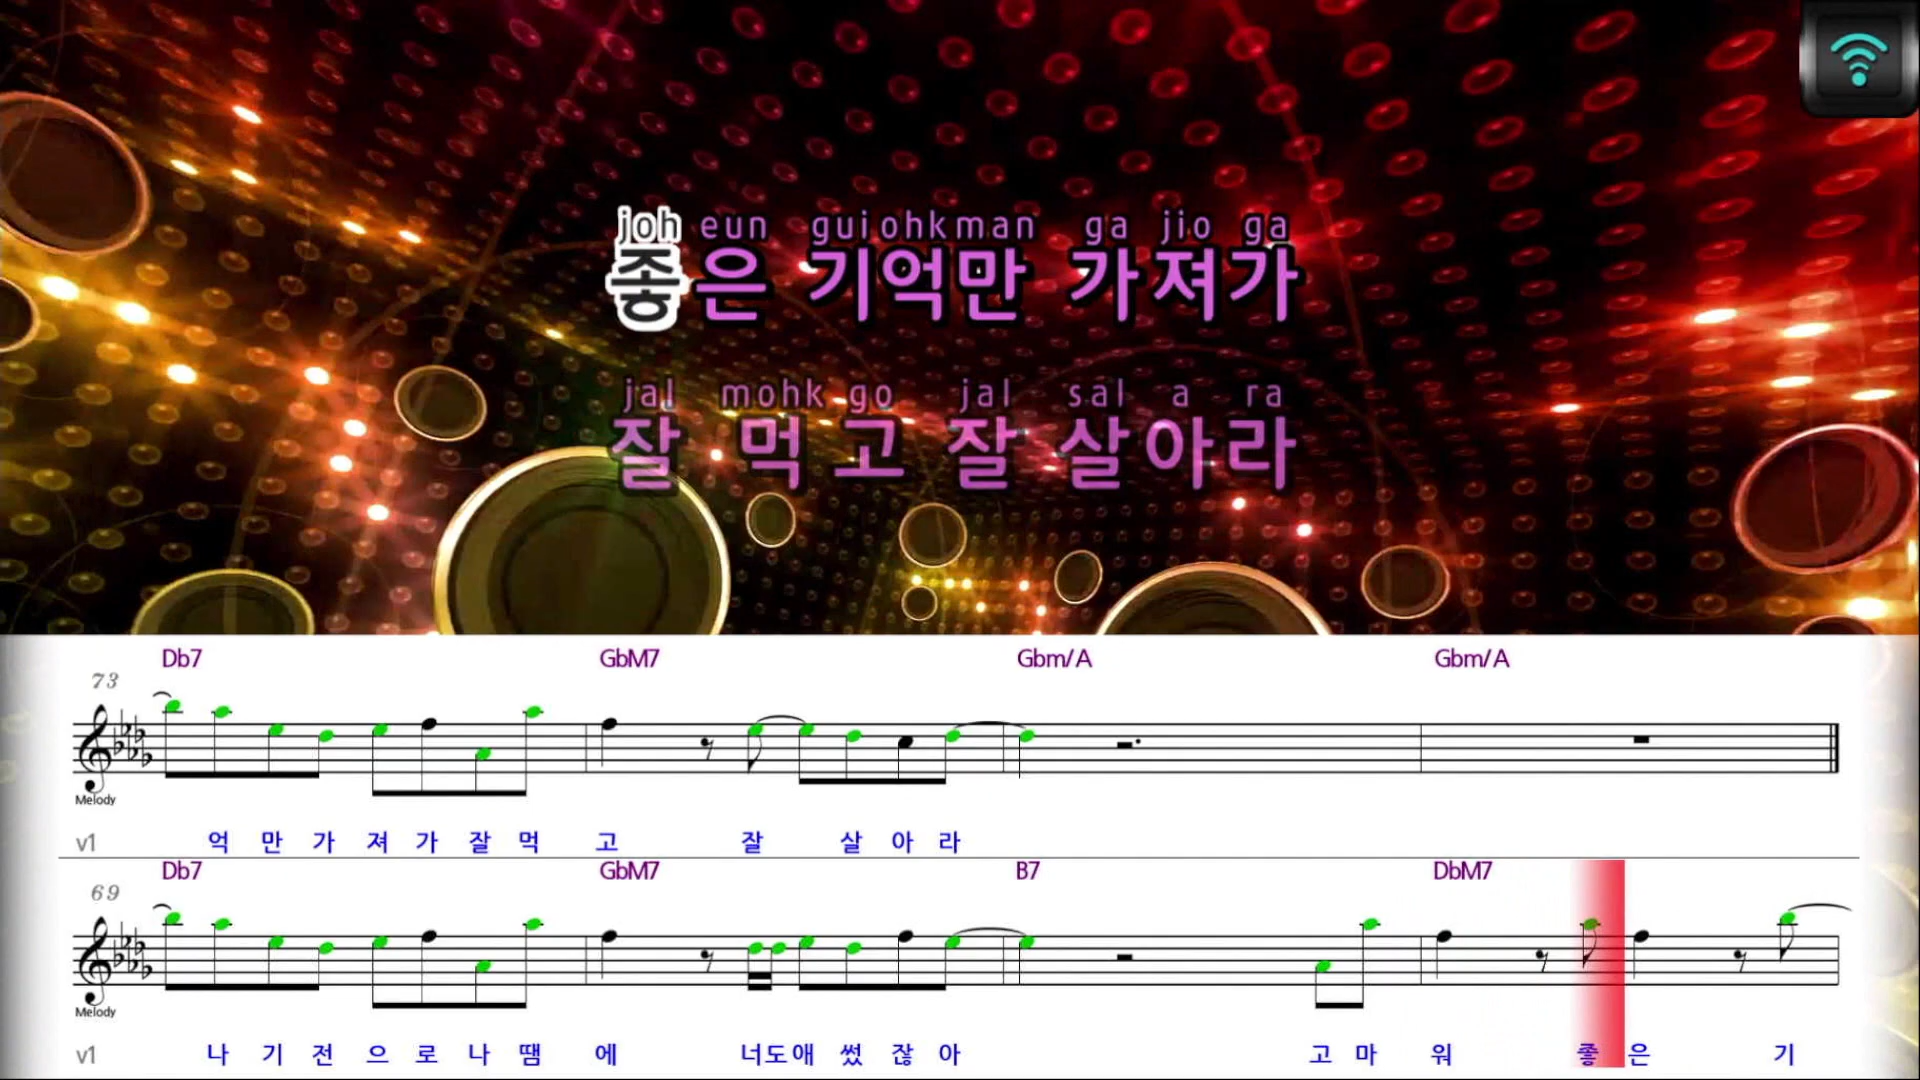 joh eun guiohkman ga jio ga
좋은 기억만 가져가
jal mohk go jal sal a ra
잘 먹고 잘 살아라
Db7 GbM7 Gbm/A Gbm/A
73
Melody
v1 억 만 가 져 가 잘 먹 고 잘 살 아 라
Db7 GbM7 B7 DbM7
69
Melody
v1 나 기 전 으 로 나 땜 에 너 도 애 썼 잖 아 고 마 워 좋 은 기